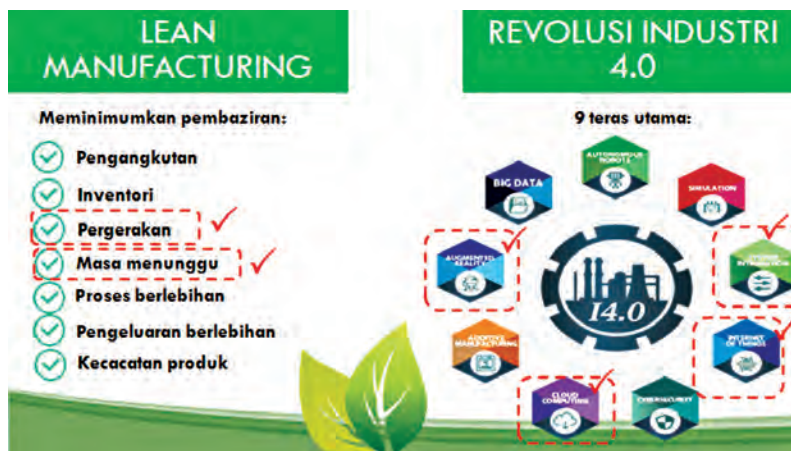 LEAN
MANUFACTURING
Meminimumkan pembaziran:
Pengangkutan
Inventori
Pergerakan
Masa menunggu
Proses berlebihan
Pengeluaran berlebihan
Kecacatan produk
REVOLUSI INDUSTRI
4.0
9 teras utama:
AUTONOMOUS
ROBOTS
BIG DATA
SIMULATION
AUGMENTED
REALITY
SYSTEM
INTEGRATION
I4.0
ADDITIVE
MANUFACTURING
INTERNET
OF THINGS
CLOUD
COMPUTING
CYBERSECURITY